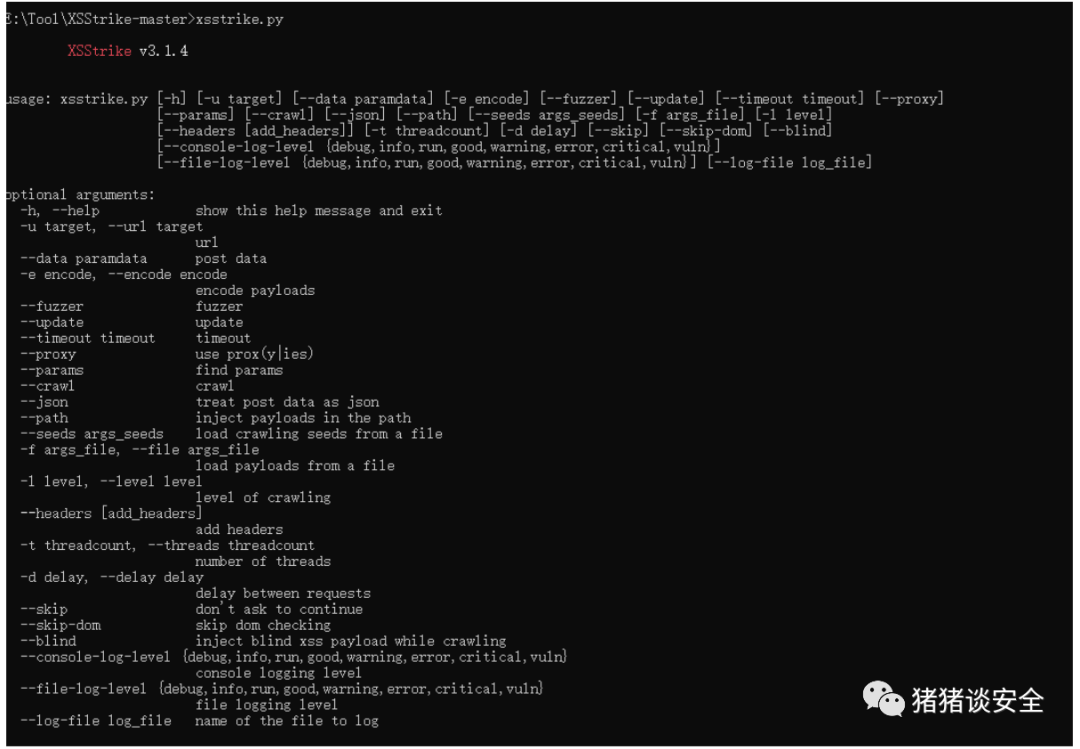 E:\Tool\XSStrike-master>xsstrike.py
XSStrike v3.1.4
usage: xsstrike.py [-h] [-u target] [--data paramdata] [-e encode] [--fuzzer] [--update] [--timeout timeout] [--proxy]
[--params] [--crawl] [--json] [--path] [--seeds args_seeds] [-f args_file] [-l level]
[--headers [add_headers]] [-t threadcount] [-d delay] [--skip] [--skip-dom] [--blind]
[--console-log-level {debug,info,run,good,warning,error,critical,vuln}]
[--file-log-level {debug,info,run,good,warning,error,critical,vuln}] [--log-file log_file]
optional arguments:
-h, --help show this help message and exit
-u target, --url target
url
--data paramdata post data
-e encode, --encode encode
encode payloads
--fuzzer fuzzer
--update update
--timeout timeout timeout
--proxy use prox(y|ies)
--params find params
--crawl crawl
--json treat post data as json
--path inject payloads in the path
--seeds args_seeds load crawling seeds from a file
-f args_file, --file args_file
load payloads from a file
-l level, --level level
level of crawling
--headers [add_headers]
add headers
-t threadcount, --threads threadcount
number of threads
-d delay, --delay delay
delay between requests
--skip don't ask to continue
--skip-dom skip dom checking
--blind inject blind xss payload while crawling
--console-log-level {debug,info,run,good,warning,error,critical,vuln}
console logging level
--file-log-level {debug,info,run,good,warning,error,critical,vuln}
file logging level
--log-file log_file name of the file to log
猪猪谈安全